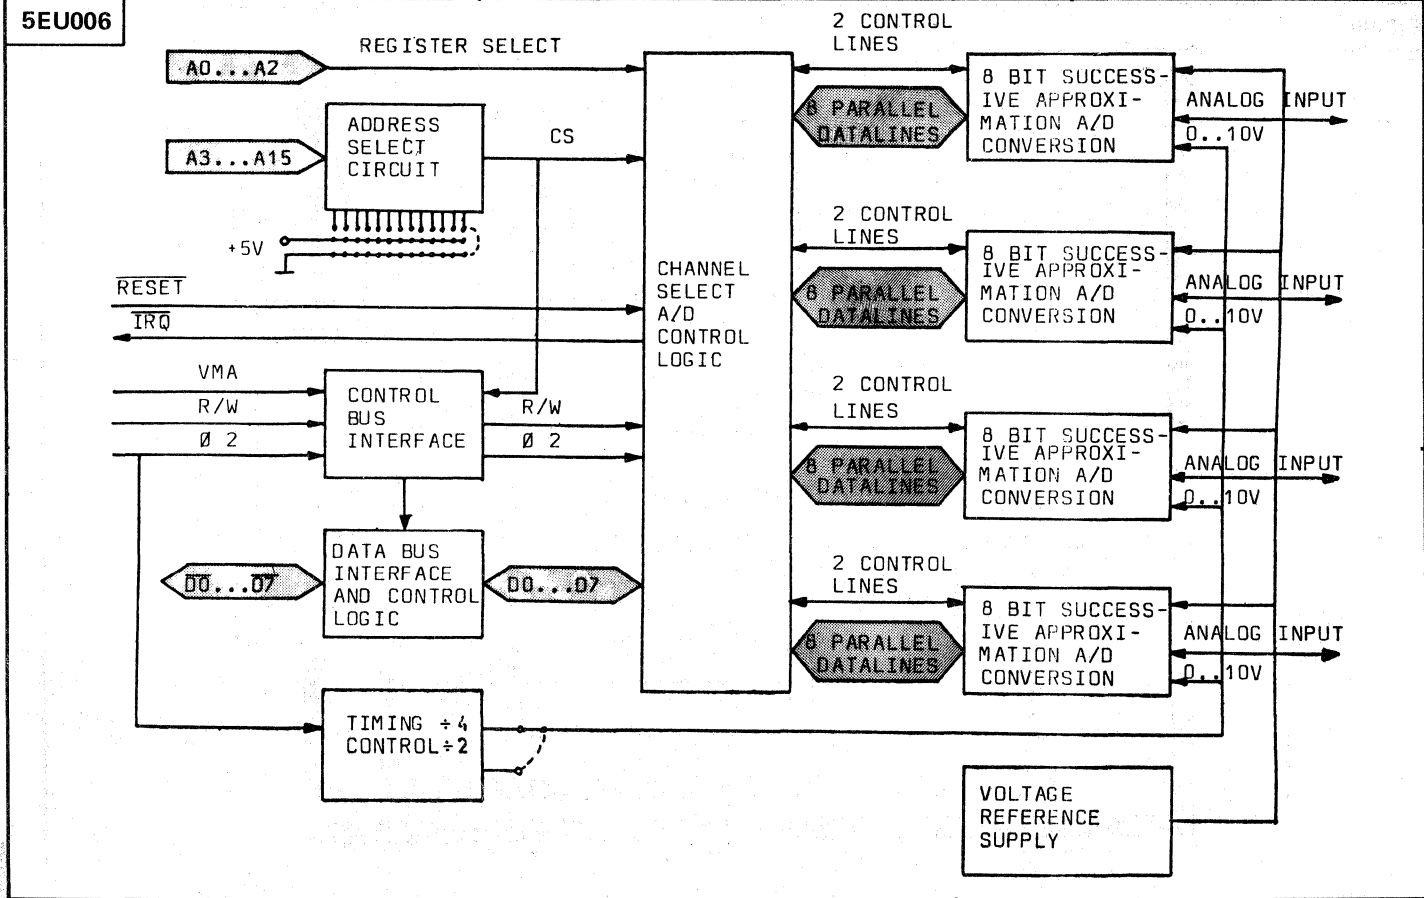 5EU006
REGISTER SELECT
A0...A2
ADDRESS
SELECT
CIRCUIT
A3...A15
CS
+5V
RESET
IRQ
VMA
R/W
Ø 2
CONTROL
BUS
INTERFACE
R/W
Ø 2
DATA BUS
INTERFACE
AND CONTROL
LOGIC
D0...D7
D0...D7
TIMING ÷4
CONTROL÷2
CHANNEL
SELECT
A/D
CONTROL
LOGIC
2 CONTROL
LINES
8 PARALLEL
DATALINES
8 BIT SUCCESS-
IVE APPROXI-
MATION A/D
CONVERSION
ANALOG INPUT
0..10V
2 CONTROL
LINES
8 PARALLEL
DATALINES
8 BIT SUCCESS-
IVE APPROXI-
MATION A/D
CONVERSION
ANALOG INPUT
0..10V
2 CONTROL
LINES
8 PARALLEL
DATALINES
8 BIT SUCCESS-
IVE APPROXI-
MATION A/D
CONVERSION
ANALOG INPUT
0..10V
2 CONTROL
LINES
8 PARALLEL
DATALINES
8 BIT SUCCESS-
IVE APPROXI-
MATION A/D
CONVERSION
ANALOG INPUT
0..10V
VOLTAGE
REFERENCE
SUPPLY